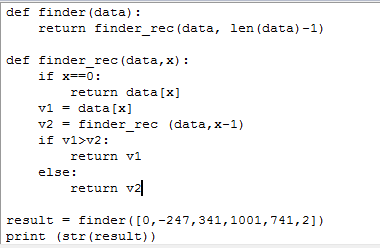 def finder(data):
    return finder_rec(data, len(data)-1)

def finder_rec(data,x):
    if x==0:
        return data[x]
    v1 = data[x]
    v2 = finder_rec (data,x-1)
    if v1>v2:
        return v1
    else:
        return v2

result = finder([0,-247,341,1001,741,2])
print (str(result))